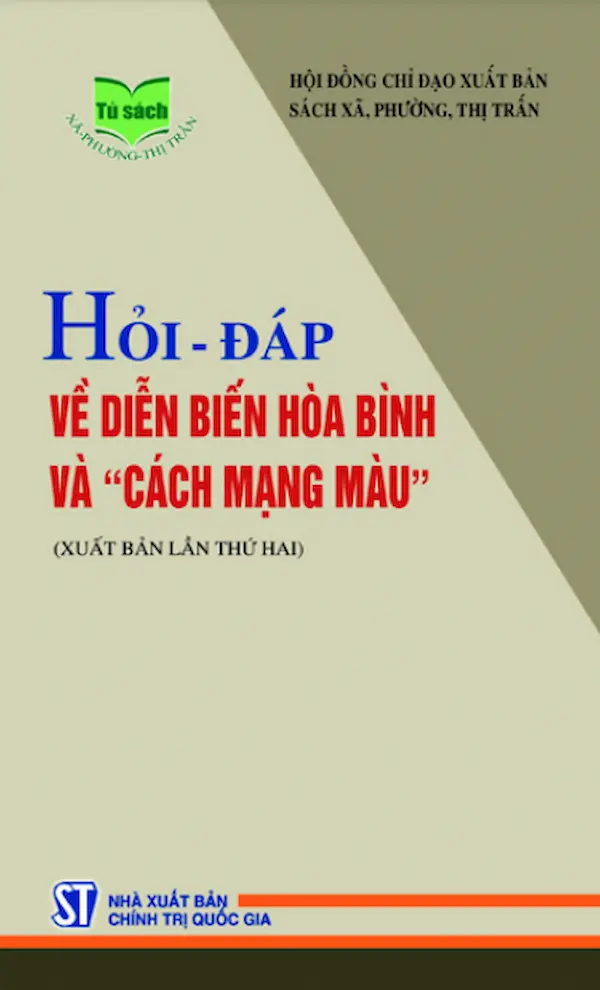 HỘI ĐỒNG CHỈ ĐẠO XUẤT BẢN
SÁCH XÃ, PHƯỜNG, THỊ TRẤN
Tủ sách
XÃ-PHƯỜNG-THỊ TRẤN
HỎI - ĐÁP
VỀ DIỄN BIẾN HÒA BÌNH
VÀ “CÁCH MẠNG MÀU”
(XUẤT BẢN LẦN THỨ HAI)
ST
NHÀ XUẤT BẢN
CHÍNH TRỊ QUỐC GIA